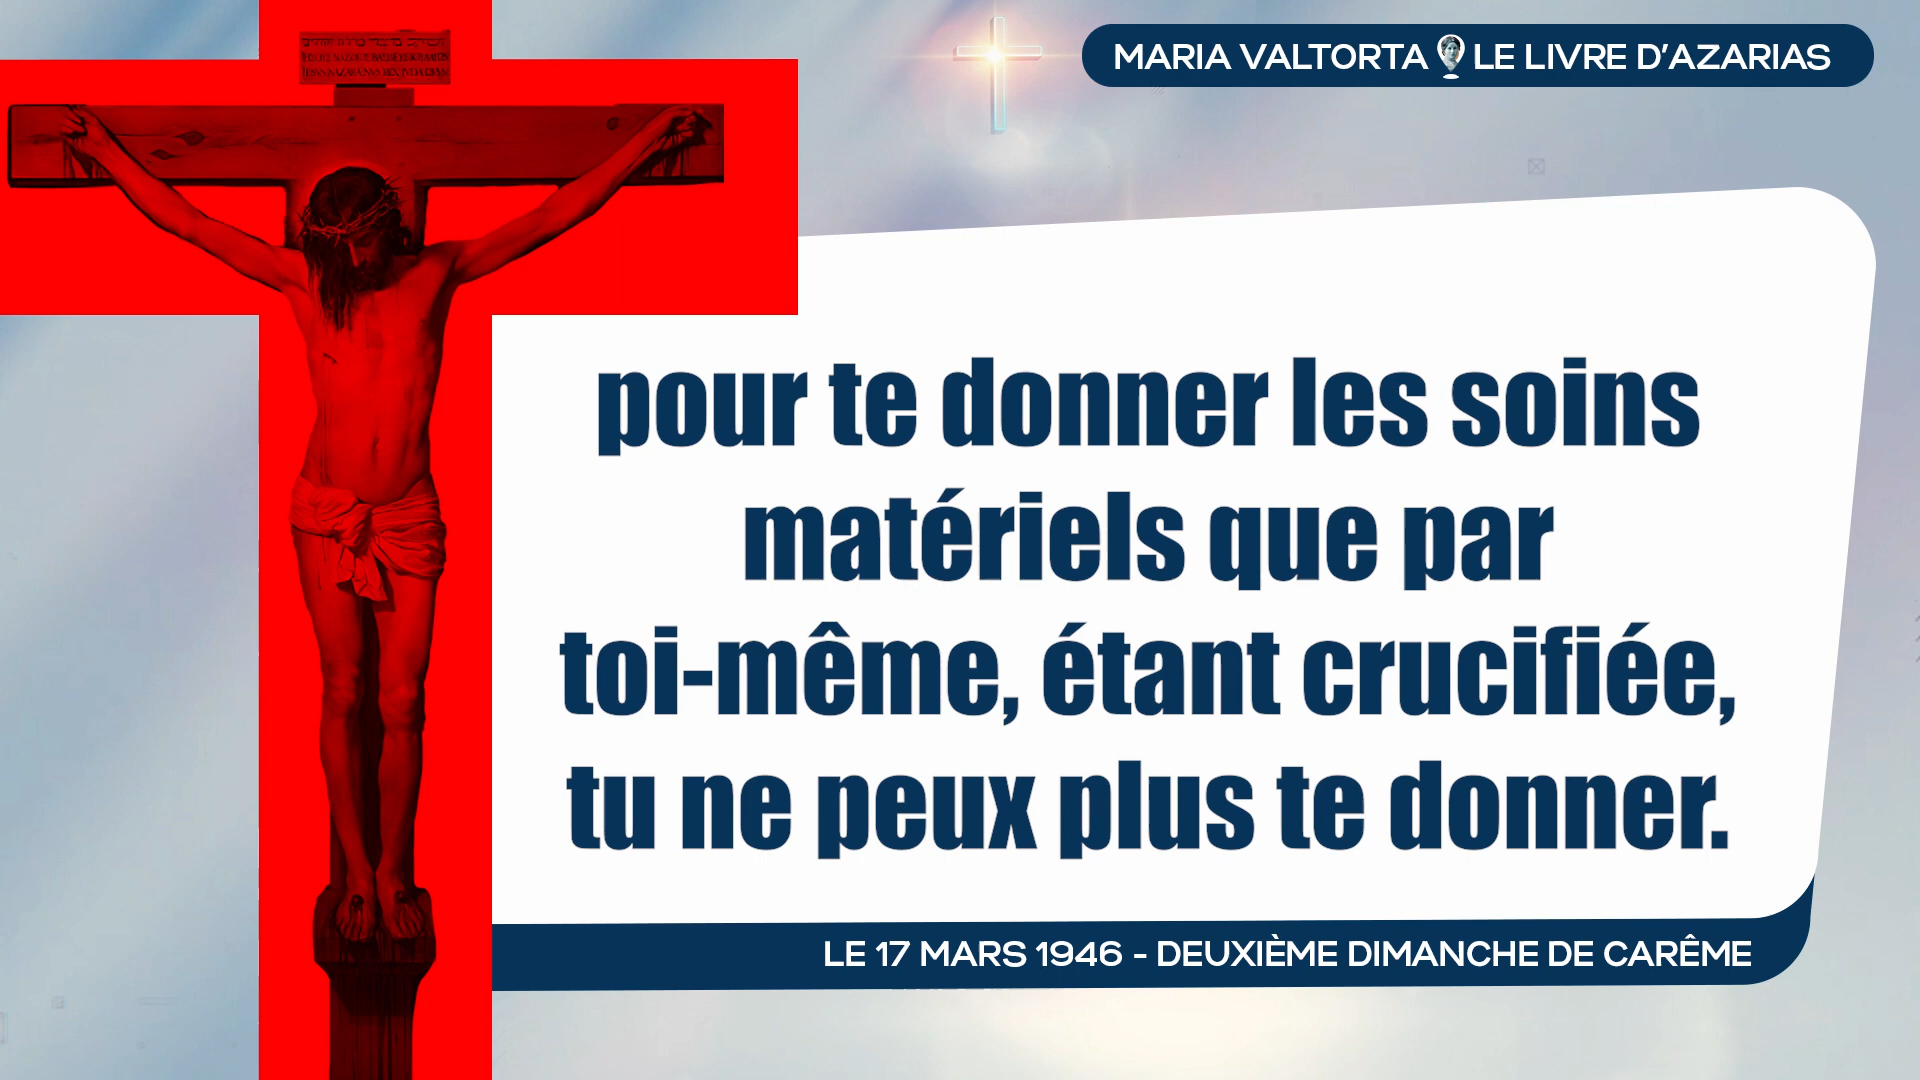 MARIA VALTORTA LE LIVRE D'AZARIAS
pour te donner les soins
matériels que par
toi-même, étant crucifiée,
tu ne peux plus te donner.
LE 17 MARS 1946 - DEUXIÈME DIMANCHE DE CARÊME